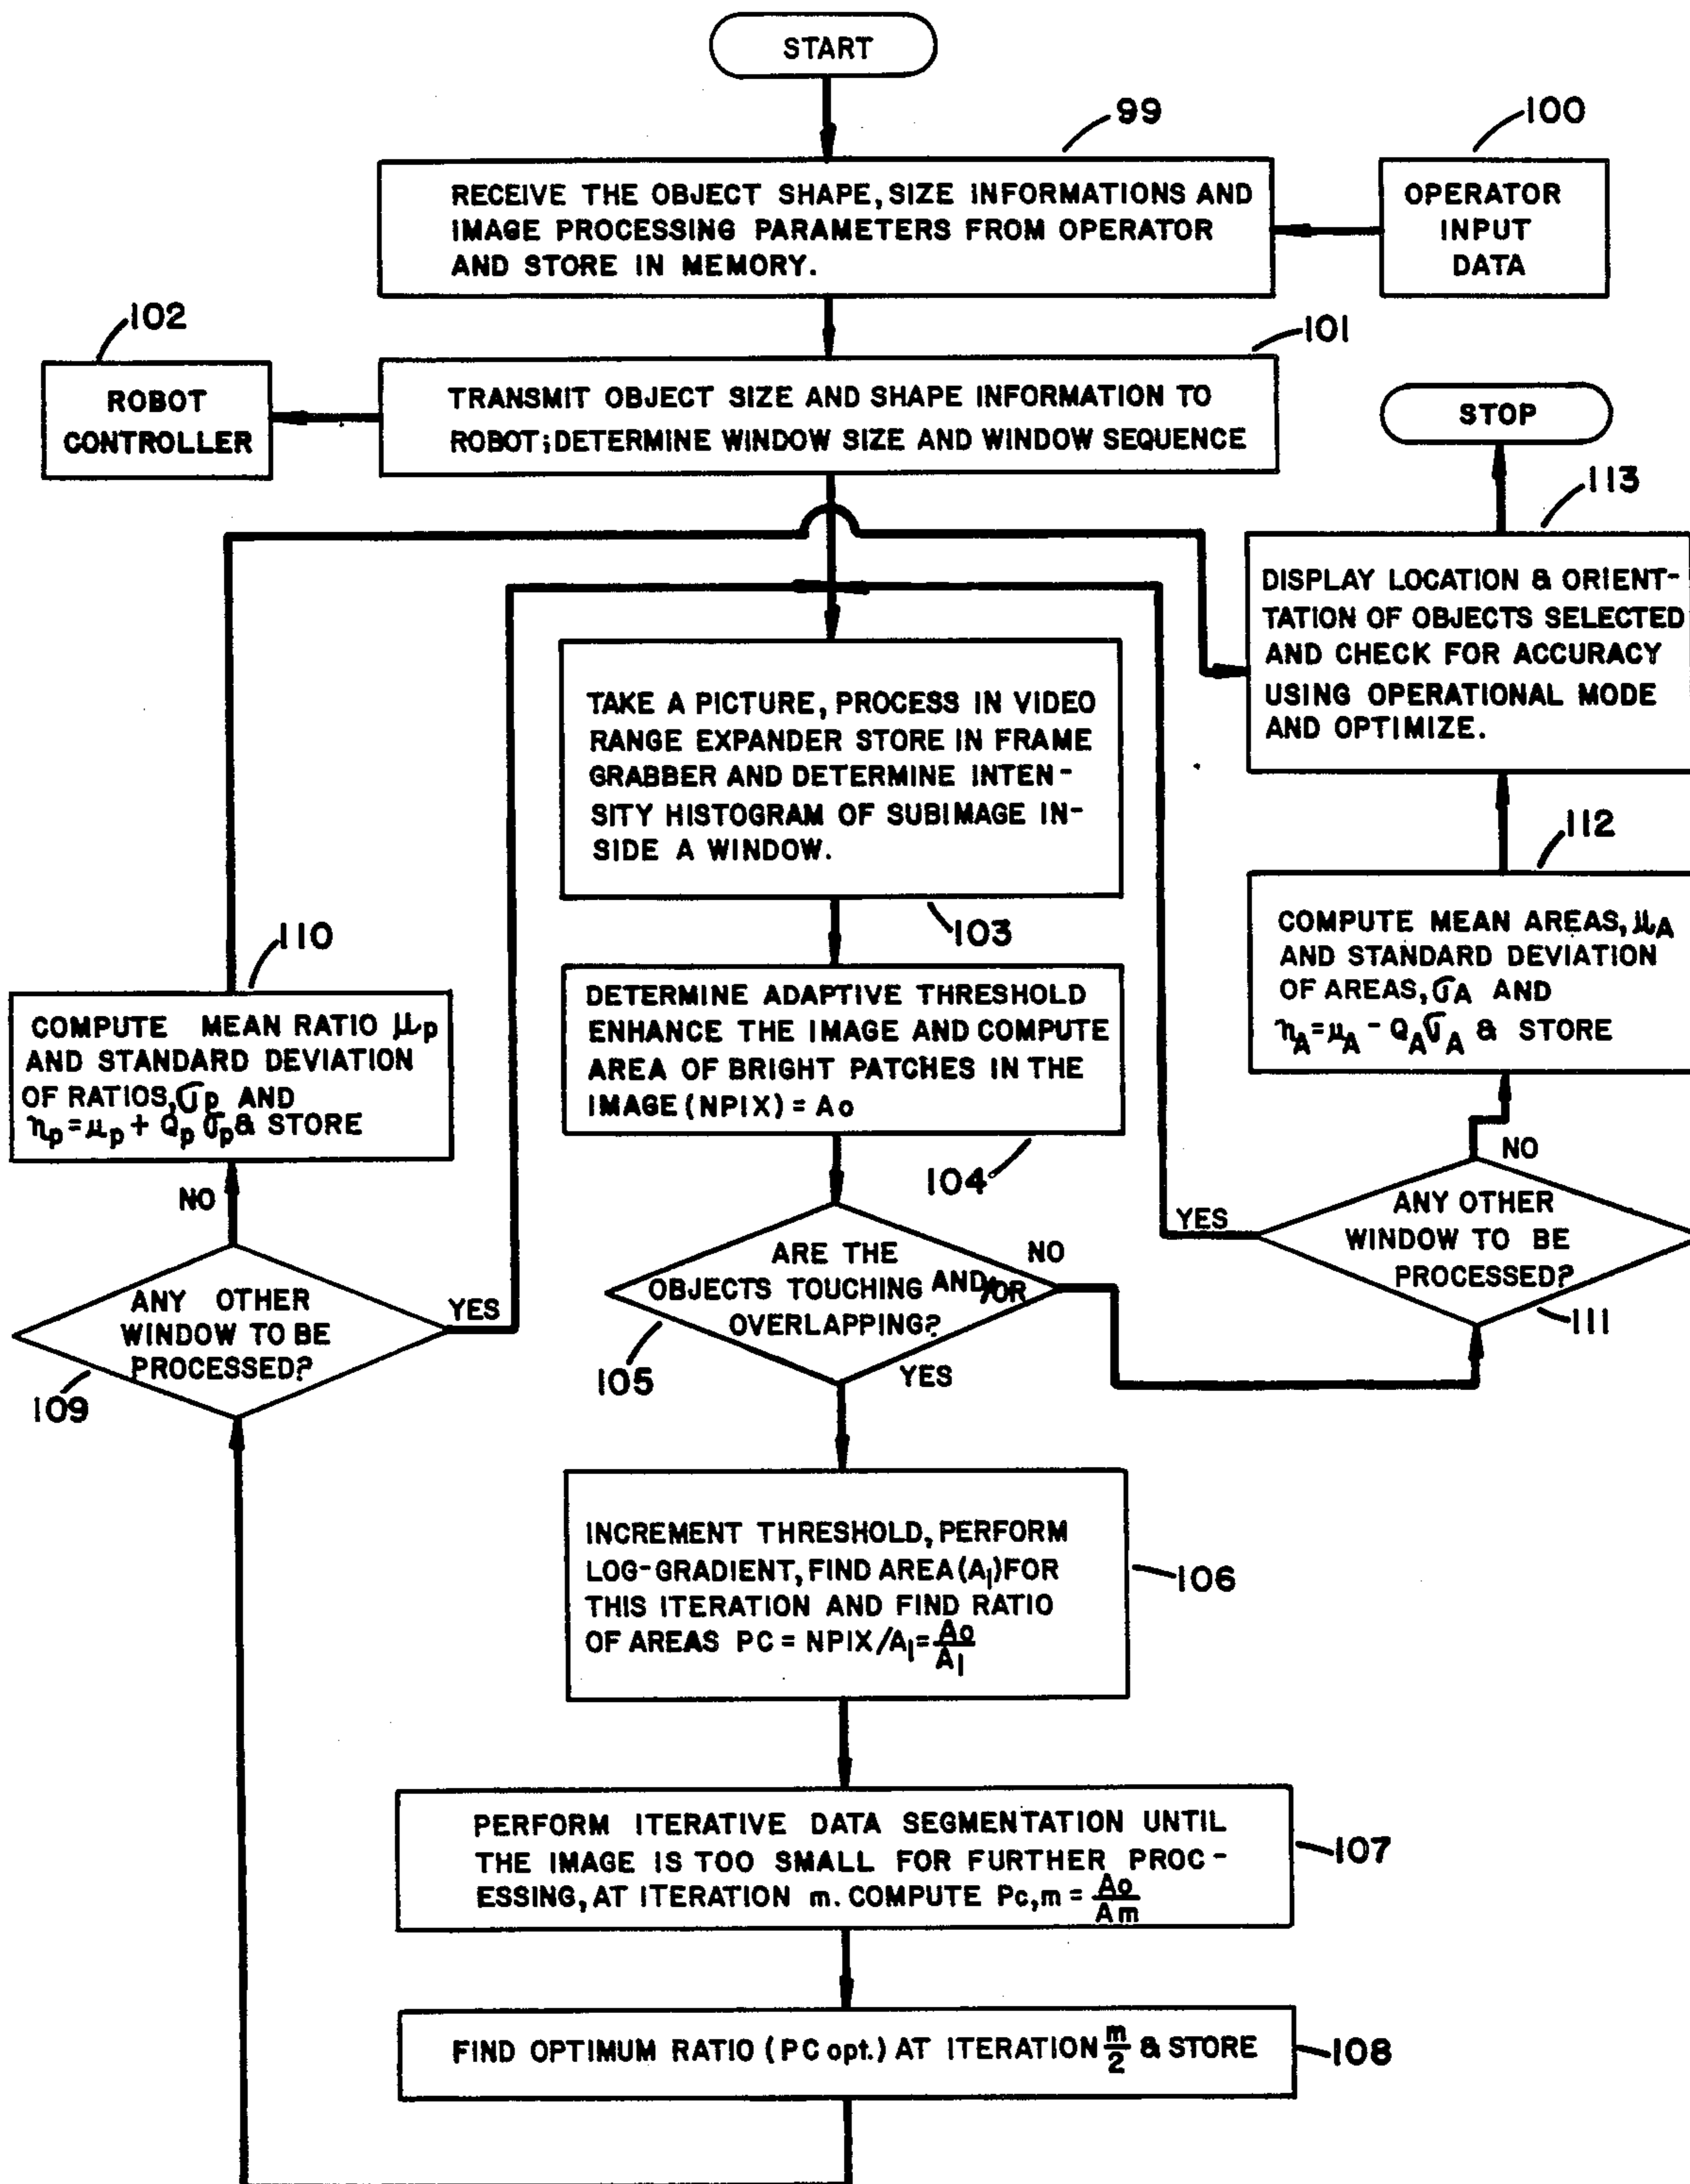 START
99
100
RECEIVE THE OBJECT SHAPE, SIZE INFORMATIONS AND
IMAGE PROCESSING PARAMETERS FROM OPERATOR
AND STORE IN MEMORY.
OPERATOR
INPUT
DATA
102
101
ROBOT
CONTROLLER
TRANSMIT OBJECT SIZE AND SHAPE INFORMATION TO
ROBOT; DETERMINE WINDOW SIZE AND WINDOW SEQUENCE
STOP
113
DISPLAY LOCATION & ORIENT-
TATION OF OBJECTS SELECTED
AND CHECK FOR ACCURACY
USING OPERATIONAL MODE
AND OPTIMIZE.
TAKE A PICTURE, PROCESS IN VIDEO
RANGE EXPANDER STORE IN FRAME
GRABBER AND DETERMINE INTEN-
SITY HISTOGRAM OF SUBIMAGE IN-
SIDE A WINDOW.
103
112
COMPUTE MEAN AREAS, μA
AND STANDARD DEVIATION
OF AREAS, σA AND
ηA = μA - QAσA & STORE
110
COMPUTE MEAN RATIO μp
AND STANDARD DEVIATION
OF RATIOS, σp AND
ηp = μp + Qp σp & STORE
DETERMINE ADAPTIVE THRESHOLD
ENHANCE THE IMAGE AND COMPUTE
AREA OF BRIGHT PATCHES IN THE
IMAGE (NPIX) = Ao
104
NO
NO
ANY OTHER
WINDOW TO BE
PROCESSED?
YES
111
ARE THE
OBJECTS TOUCHING AND/OR
OVERLAPPING?
NO
105
YES
ANY OTHER
WINDOW TO BE
PROCESSED?
YES
109
INCREMENT THRESHOLD, PERFORM
LOG-GRADIENT, FIND AREA (A1) FOR
THIS ITERATION AND FIND RATIO
OF AREAS PC = NPIX/A1 = Ao/A1
106
PERFORM ITERATIVE DATA SEGMENTATION UNTIL
THE IMAGE IS TOO SMALL FOR FURTHER PROC-
ESSING, AT ITERATION m. COMPUTE Pc,m = Ao/Am
107
FIND OPTIMUM RATIO (PC opt.) AT ITERATION m/2 & STORE
108